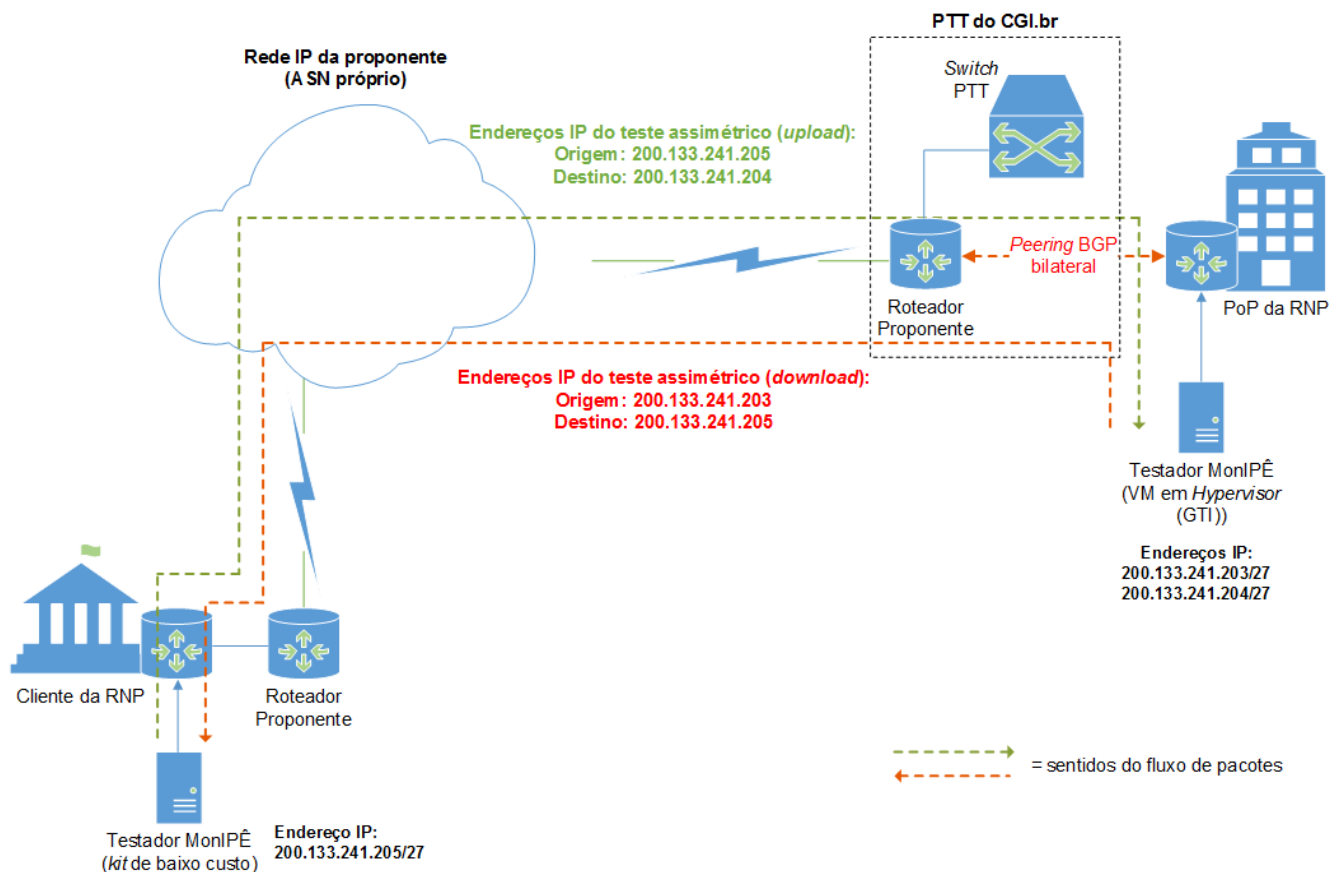 PTT do CGI.br
Rede IP da proponente
(ASN próprio)
Switch
PTT
Endereços IP do teste assimétrico (upload):
Origem: 200.133.241.205
Destino: 200.133.241.204
Peering BGP
bilateral
Roteador
Proponente
PoP da RNP
Endereços IP do teste assimétrico (download):
Origem: 200.133.241.203
Destino: 200.133.241.205
Testador MonIPÊ
(VM em Hypervisor
(GTI))
Endereços IP:
200.133.241.203/27
200.133.241.204/27
Cliente da RNP
Roteador
Proponente
= sentidos do fluxo de pacotes
Testador MonIPÊ
(kit de baixo custo)
Endereço IP:
200.133.241.205/27